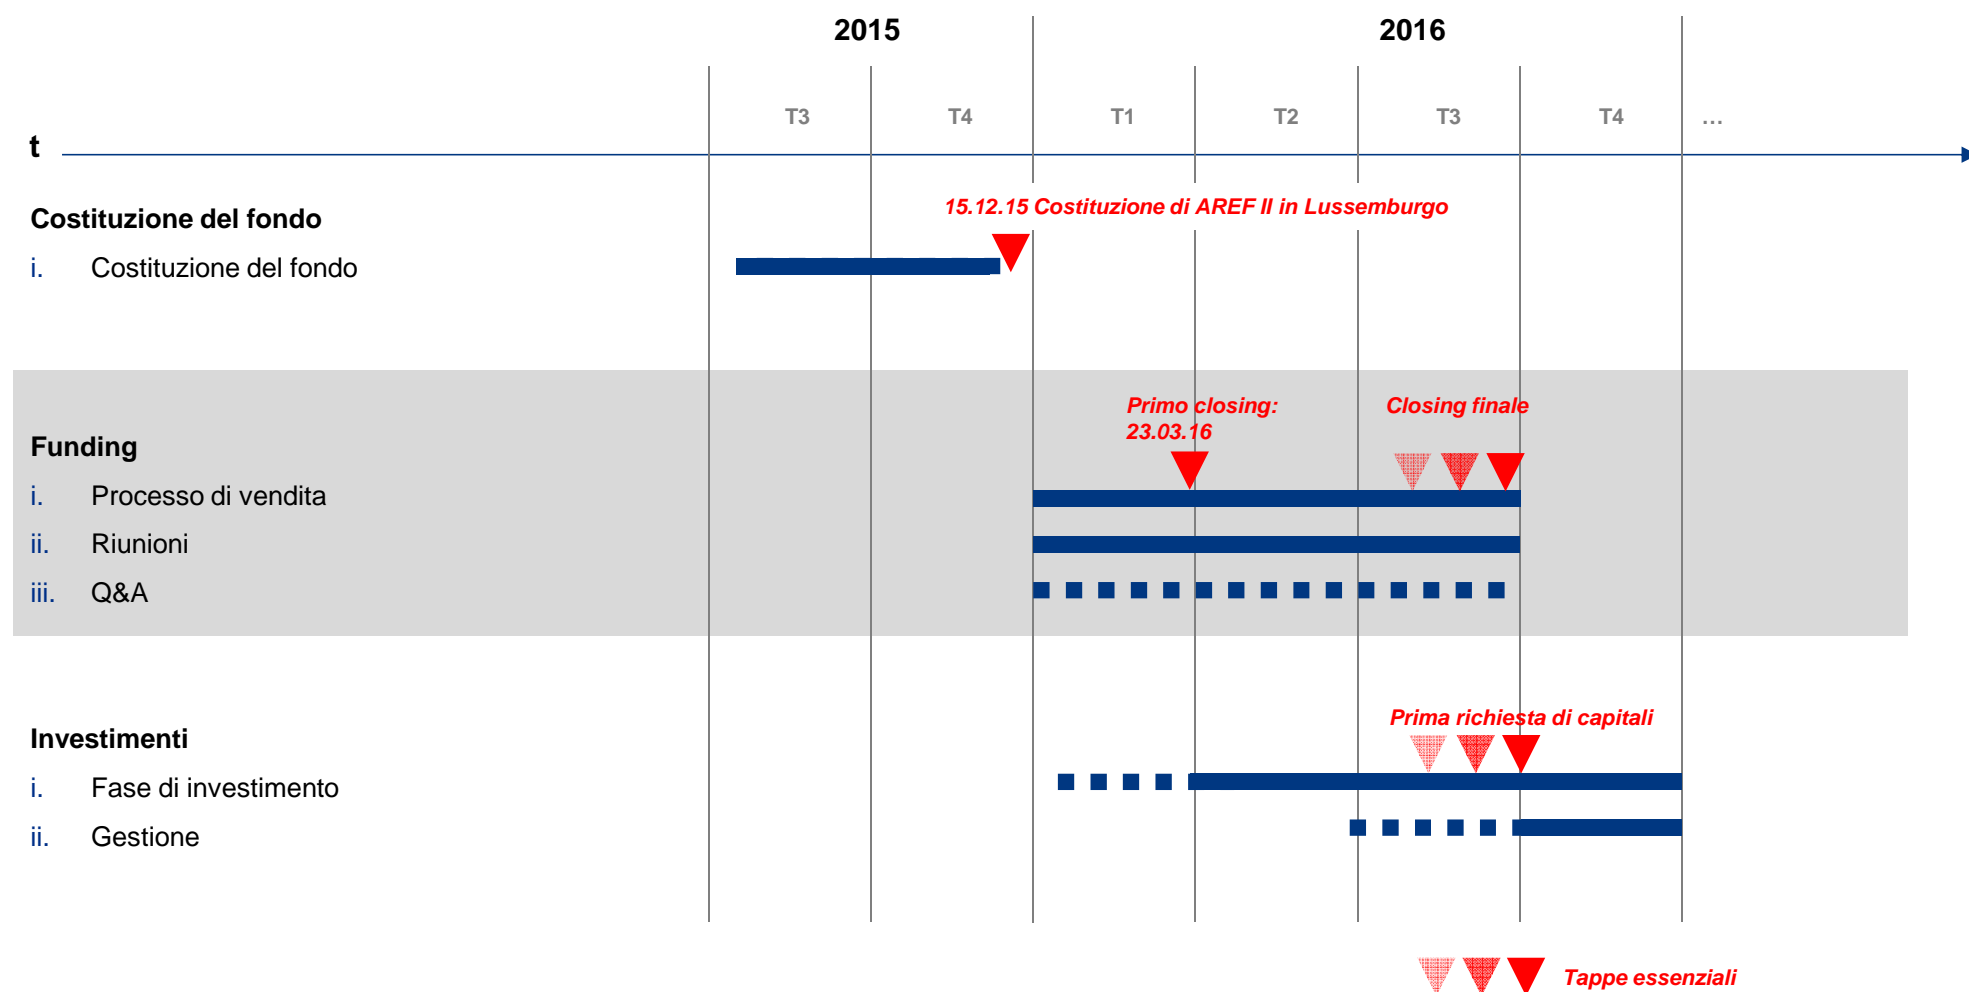 2015 2016
T3 T4 T1 T2 T3 T4 ...
t
15.12.15 Costituzione di AREF II in Lussemburgo
Costituzione del fondo
i. Costituzione del fondo
Primo closing: Closing finale
23.03.16
Funding
i. Processo di vendita
ii. Riunioni
iii. Q&A
Prima richiesta di capitali
Investimenti
i. Fase di investimento
ii. Gestione
Tappe essenziali